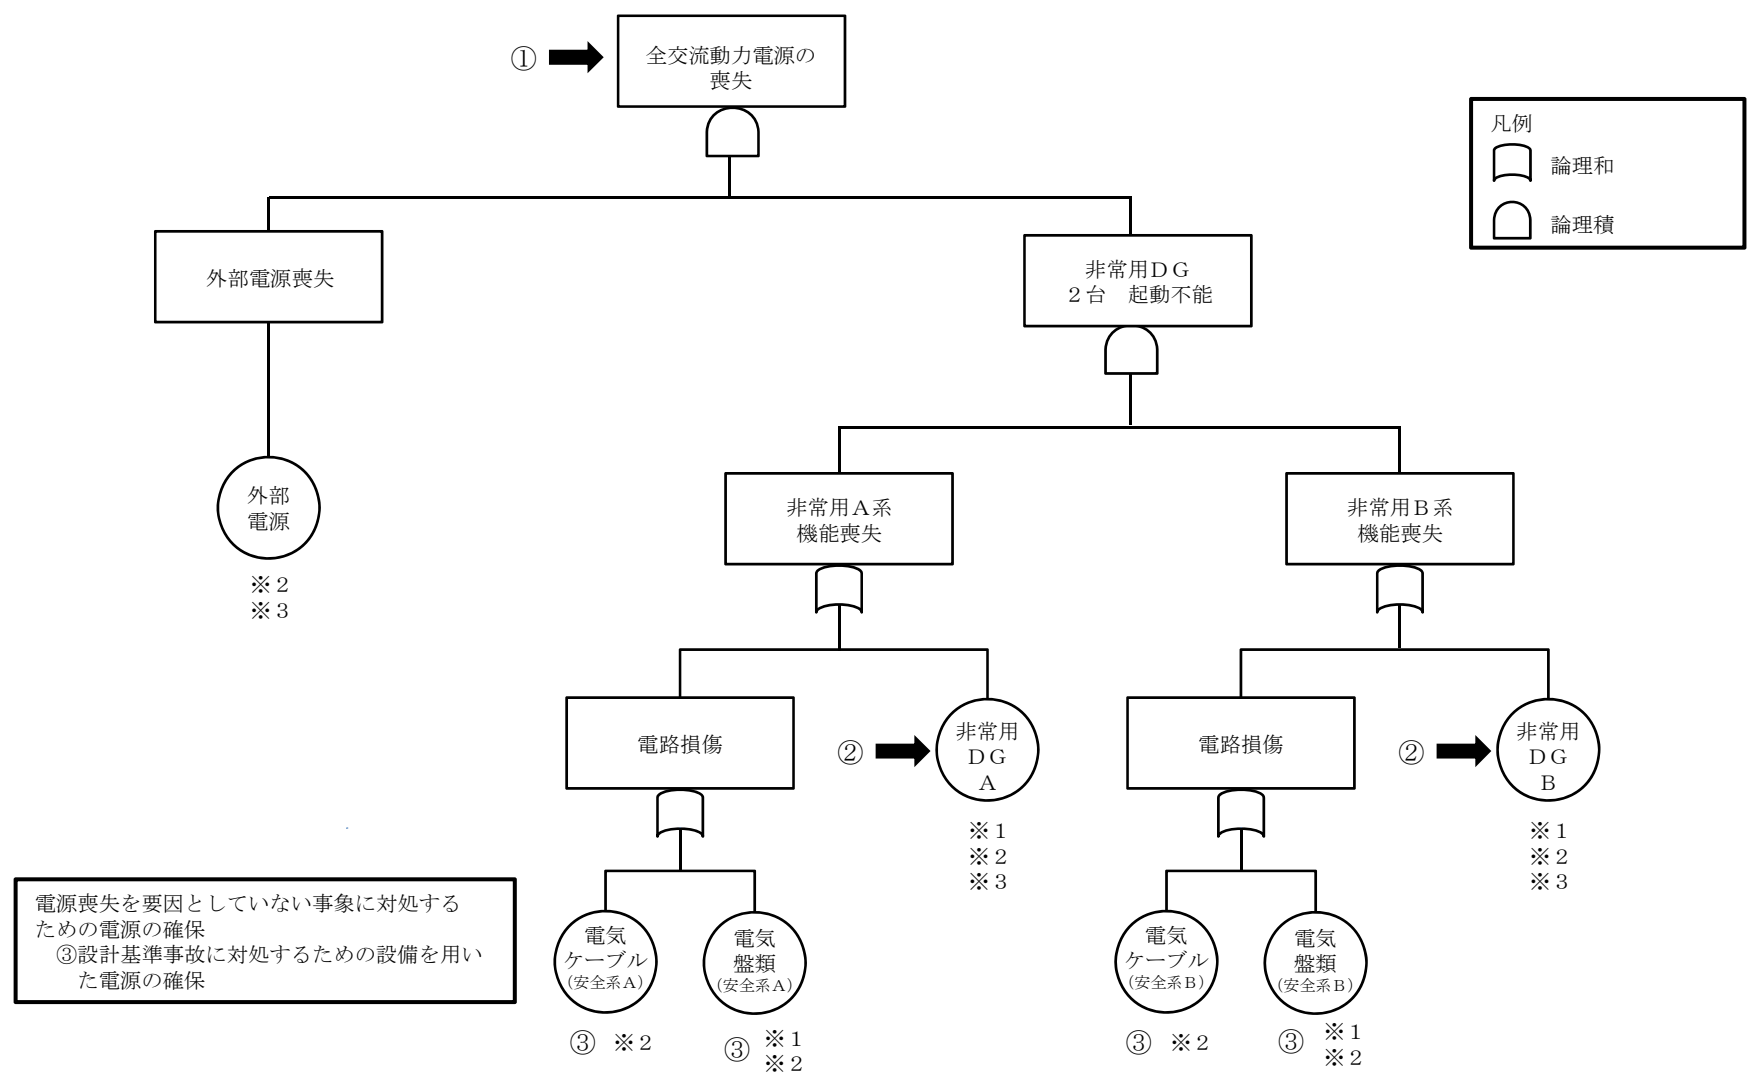 ①
全交流動力電源の
喪失
凡例
論理和
論理積
外部電源喪失
非常用ＤＧ
２台　起動不能
外部
電源
※２
※３
非常用Ａ系
機能喪失
非常用Ｂ系
機能喪失
電路損傷
②
非常用
ＤＧ
Ａ
※１
※２
※３
電路損傷
②
非常用
ＤＧ
Ｂ
※１
※２
※３
電源喪失を要因としていない事象に対処する
ための電源の確保
③設計基準事故に対処するための設備を用い
た電源の確保
電気
ケーブル
(安全系Ａ)
③　※２
電気
盤類
(安全系Ａ)
③　※１
※２
電気
ケーブル
(安全系Ｂ)
③　※２
電気
盤類
(安全系Ｂ)
③　※１
※２